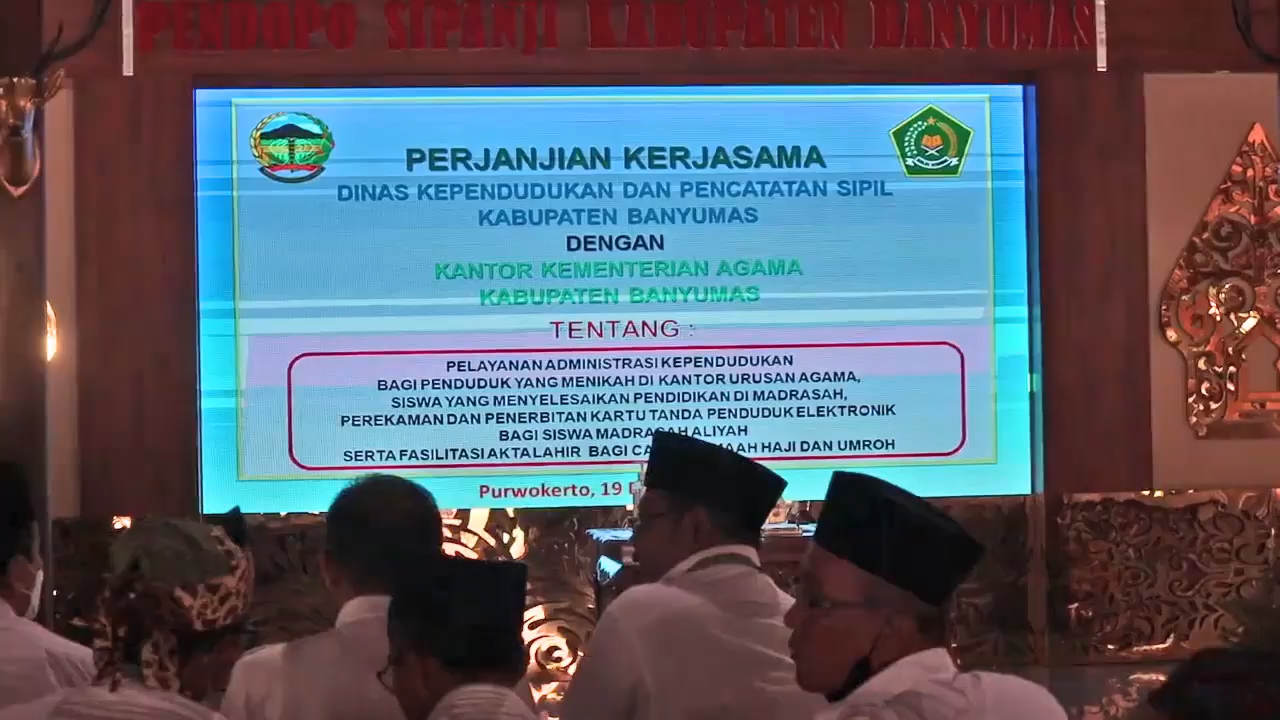 PENDOPO SIPANJI KABUPATEN BANYUMAS
PERJANJIAN KERJASAMA
DINAS KEPENDUDUKAN DAN PENCATATAN SIPIL
KABUPATEN BANYUMAS
DENGAN
KANTOR KEMENTERIAN AGAMA
KABUPATEN BANYUMAS
TENTANG :
PELAYANAN ADMINISTRASI KEPENDUDUKAN
BAGI PENDUDUK YANG MENIKAH DI KANTOR URUSAN AGAMA,
SISWA YANG MENYELESAIKAN PENDIDIKAN DI MADRASAH,
PEREKAMAN DAN PENERBITAN KARTU TANDA PENDUDUK ELEKTRONIK
BAGI SISWA MADRASAH ALIYAH
SERTA FASILITASI AKTA LAHIR BAGI HAJI DAN UMROH
Purwokerto, 19